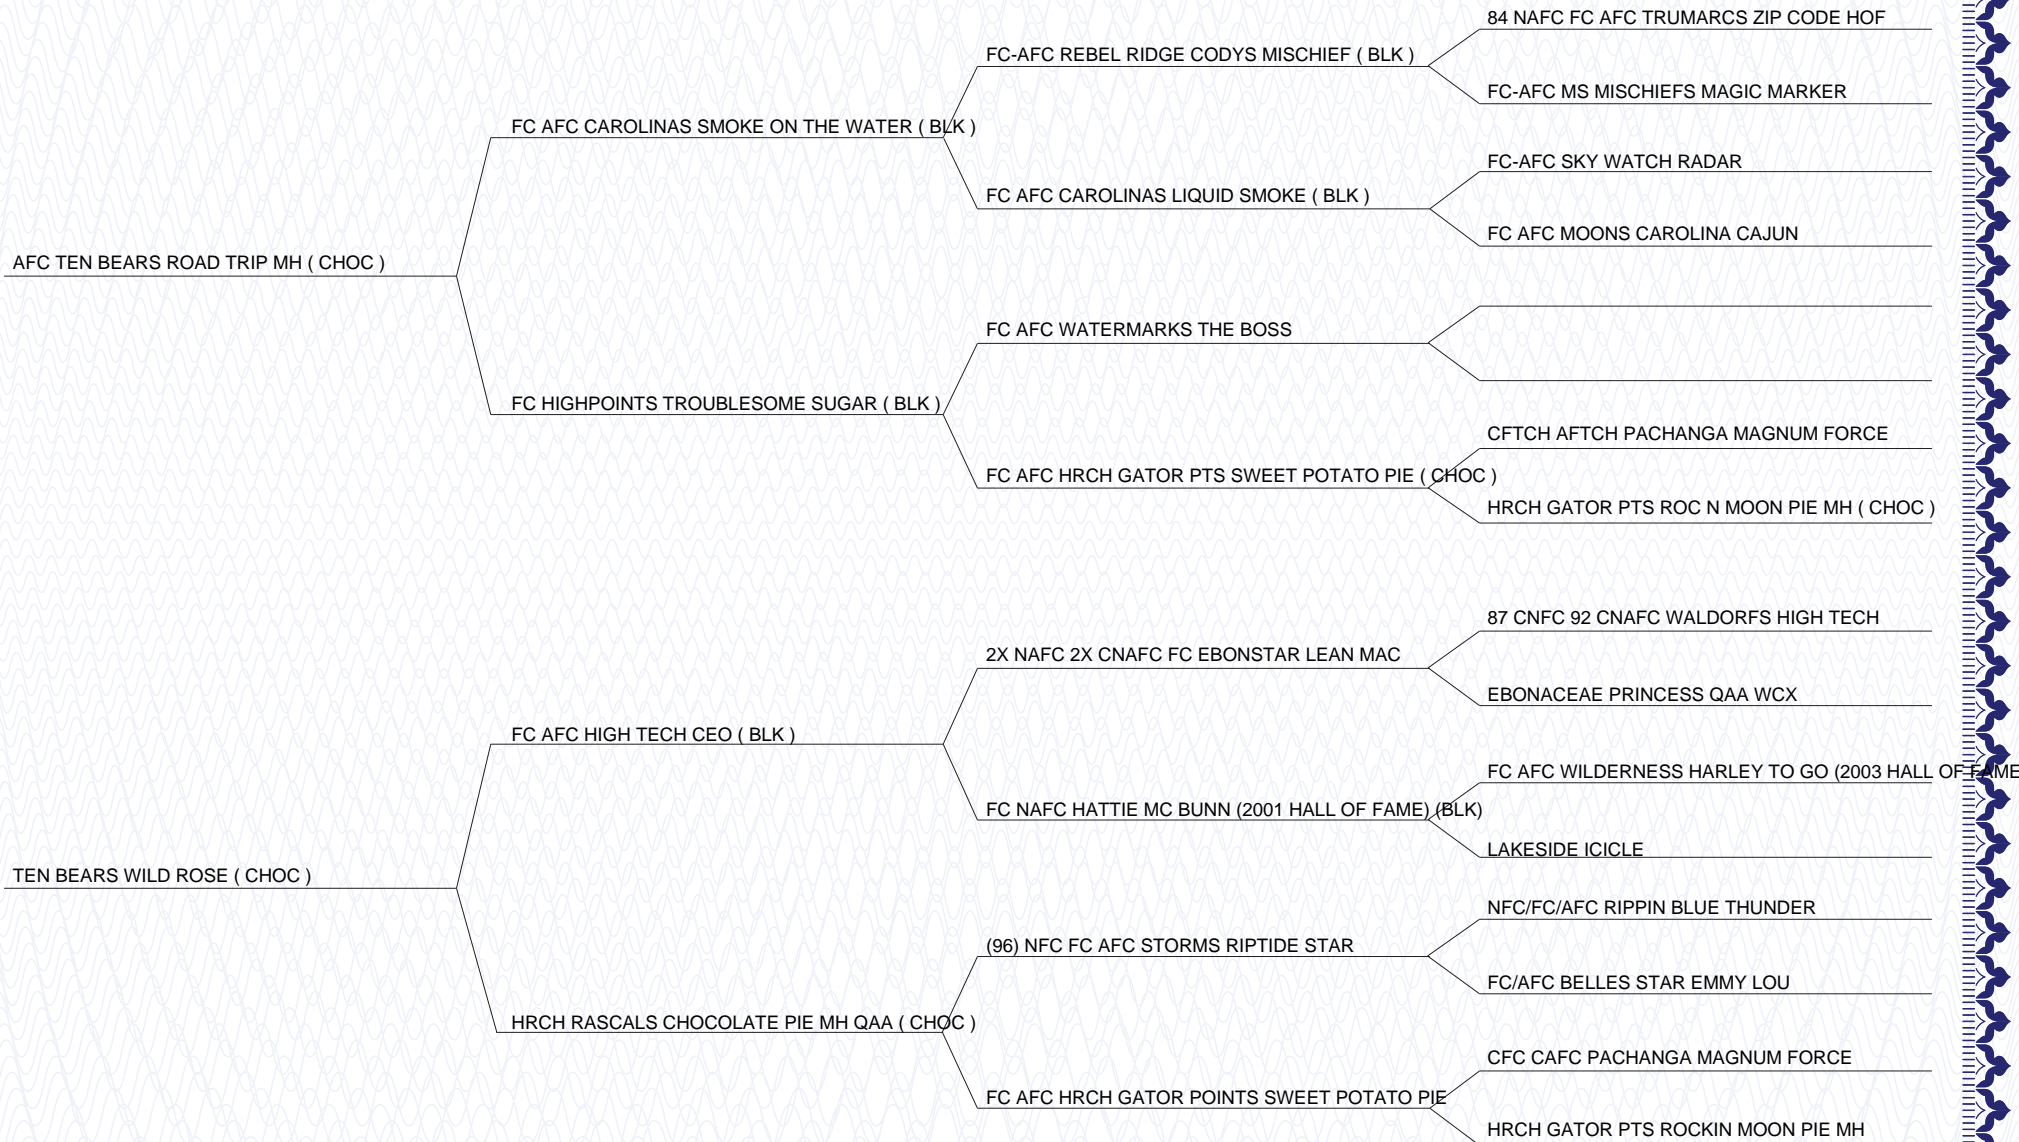 84 NAFC FC AFC TRUMARCS ZIP CODE HOF
FC-AFC REBEL RIDGE CODYS MISCHIEF ( BLK )
FC-AFC MS MISCHIEFS MAGIC MARKER
FC AFC CAROLINAS SMOKE ON THE WATER ( BLK )
FC-AFC SKY WATCH RADAR
FC AFC CAROLINAS LIQUID SMOKE ( BLK )
FC AFC MOONS CAROLINA CAJUN
AFC TEN BEARS ROAD TRIP MH ( CHOC )
FC AFC WATERMARKS THE BOSS
FC HIGHPOINTS TROUBLESOME SUGAR ( BLK )
CFTCH AFTCH PACHANGA MAGNUM FORCE
FC AFC HRCH GATOR PTS SWEET POTATO PIE ( CHOC )
HRCH GATOR PTS ROC N MOON PIE MH ( CHOC )
87 CNFC 92 CNAFC WALDORFS HIGH TECH
2X NAFC 2X CNAFC FC EBONSTAR LEAN MAC
EBONACEAE PRINCESS QAA WCX
FC AFC HIGH TECH CEO ( BLK )
FC AFC WILDERNESS HARLEY TO GO (2003 HALL OF FAME
FC NAFC HATTIE MC BUNN (2001 HALL OF FAME) (BLK)
LAKESIDE ICICLE
TEN BEARS WILD ROSE ( CHOC )
NFC/FC/AFC RIPPIN BLUE THUNDER
(96) NFC FC AFC STORMS RIPTIDE STAR
FC/AFC BELLES STAR EMMY LOU
HRCH RASCALS CHOCOLATE PIE MH QAA ( CHOC )
CFC CAFC PACHANGA MAGNUM FORCE
FC AFC HRCH GATOR POINTS SWEET POTATO PIE
HRCH GATOR PTS ROCKIN MOON PIE MH